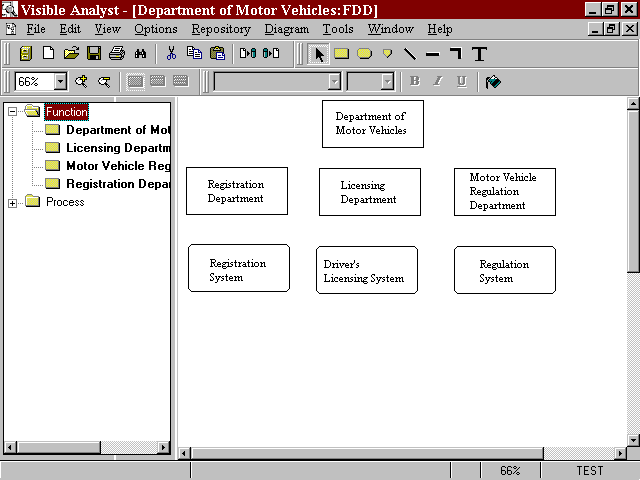 Visible Analyst - [Department of Motor Vehicles:FDD]
File Edit View Options Repository Diagram Tools Window Help
T
66% B I U
Function
Department of Mot
Licensing Departm
Motor Vehicle Reg
Registration Depar
Process
Department of
Motor Vehicles
Registration
Department
Licensing
Department
Motor Vehicle
Regulation
Department
Registration
System
Driver's
Licensing System
Regulation
System
66% TEST